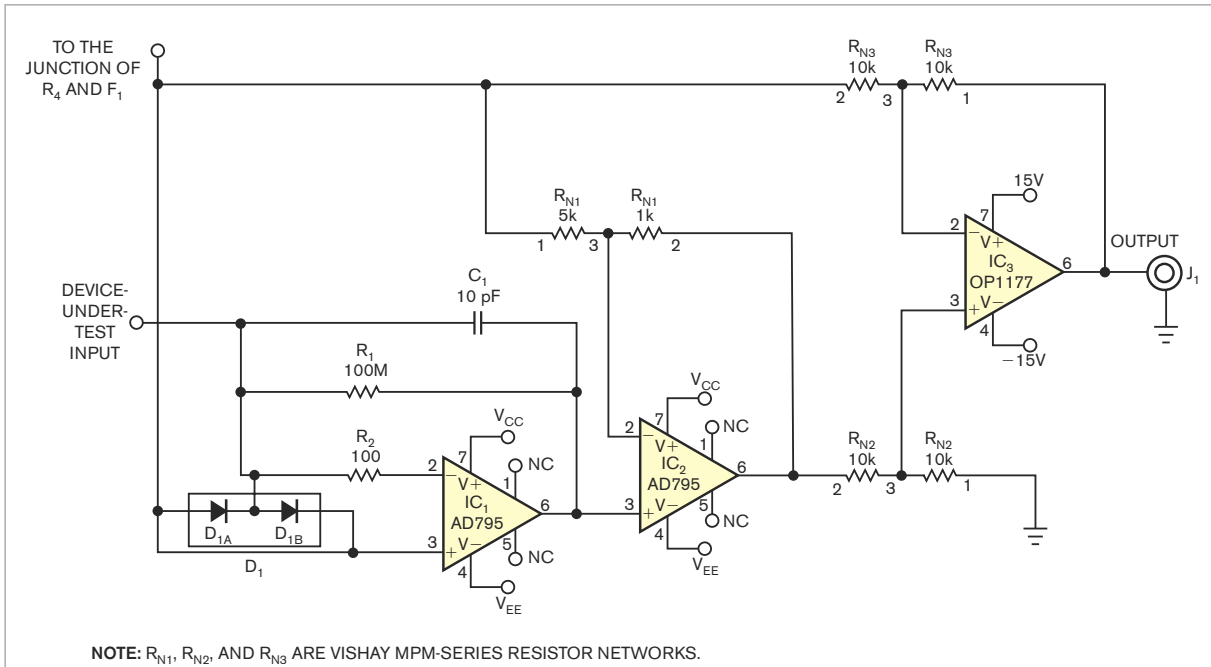 TO THE
JUNCTION OF
R4 AND F1
RN3
10k
2
3
RN3
10k
1
RN1
5k
1
3
RN1
1k
2
15V
7
2
−
V+
IC3
OP1177
6
3
+
V−
4
−15V
OUTPUT
J1
DEVICE-
UNDER-
TEST
INPUT
C1
10 pF
R1
100M
R2
100
VCC
7
2
−
V+
1
NC
IC1
AD795
6
3
+
V−
5
NC
4
VEE
D1A
D1B
D1
VCC
7
2
−
V+
1
NC
IC2
AD795
6
3
+
V−
5
NC
4
VEE
RN2
10k
2
3
RN2
10k
1
NOTE: RN1, RN2, AND RN3 ARE VISHAY MPM-SERIES RESISTOR NETWORKS.